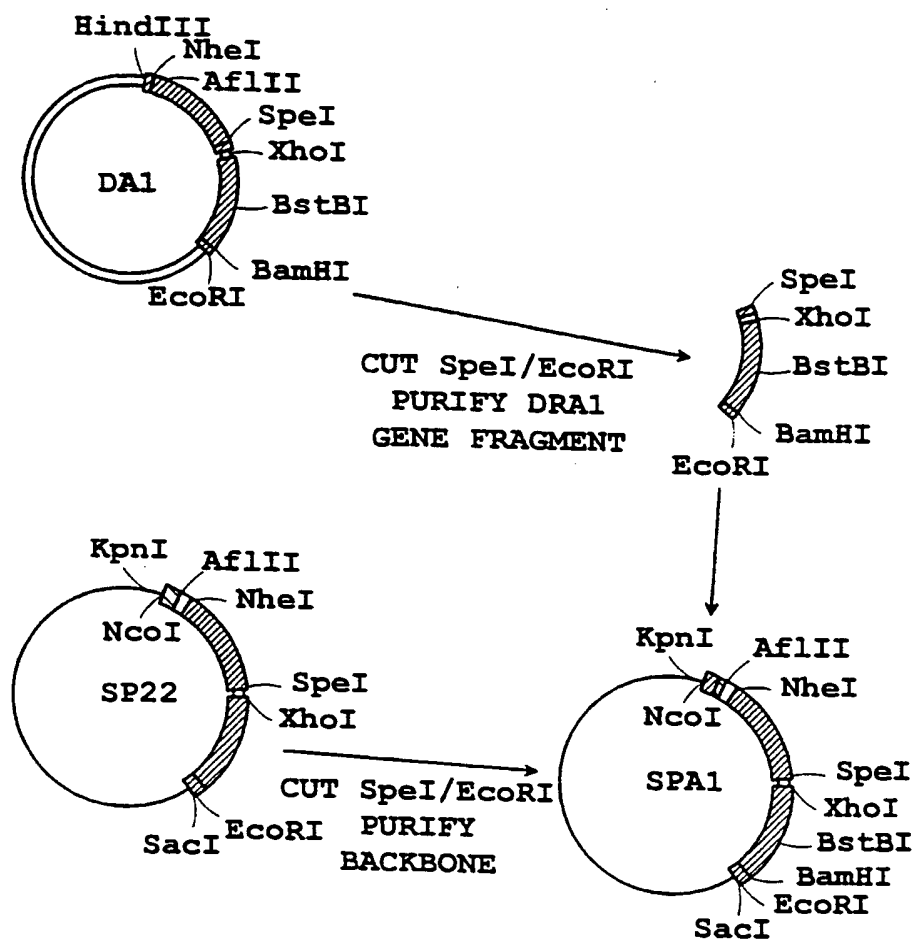 HindIII
NheI
AflII
SpeI
XhoI
DA1
BstBI
BamHI
EcoRI
CUT SpeI/EcoRI
PURIFY DRA1
GENE FRAGMENT
SpeI
XhoI
BstBI
BamHI
EcoRI
KpnI
AflII
NheI
NcoI
SP22
SpeI
XhoI
EcoRI
SacI
CUT SpeI/EcoRI
PURIFY
BACKBONE
KpnI
AflII
NheI
NcoI
SPA1
SpeI
XhoI
BstBI
BamHI
EcoRI
SacI